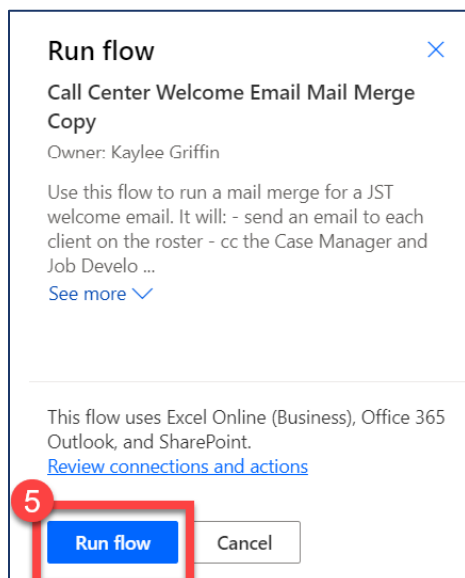 Run flow
Call Center Welcome Email Mail Merge
Copy
Owner: Kaylee Griffin
Use this flow to run a mail merge for a JST
welcome email. It will: - send an email to each
client on the roster - cc the Case Manager and
Job Develo ...
See more
This flow uses Excel Online (Business), Office 365
Outlook, and SharePoint.
Review connections and actions
5
Run flow
Cancel